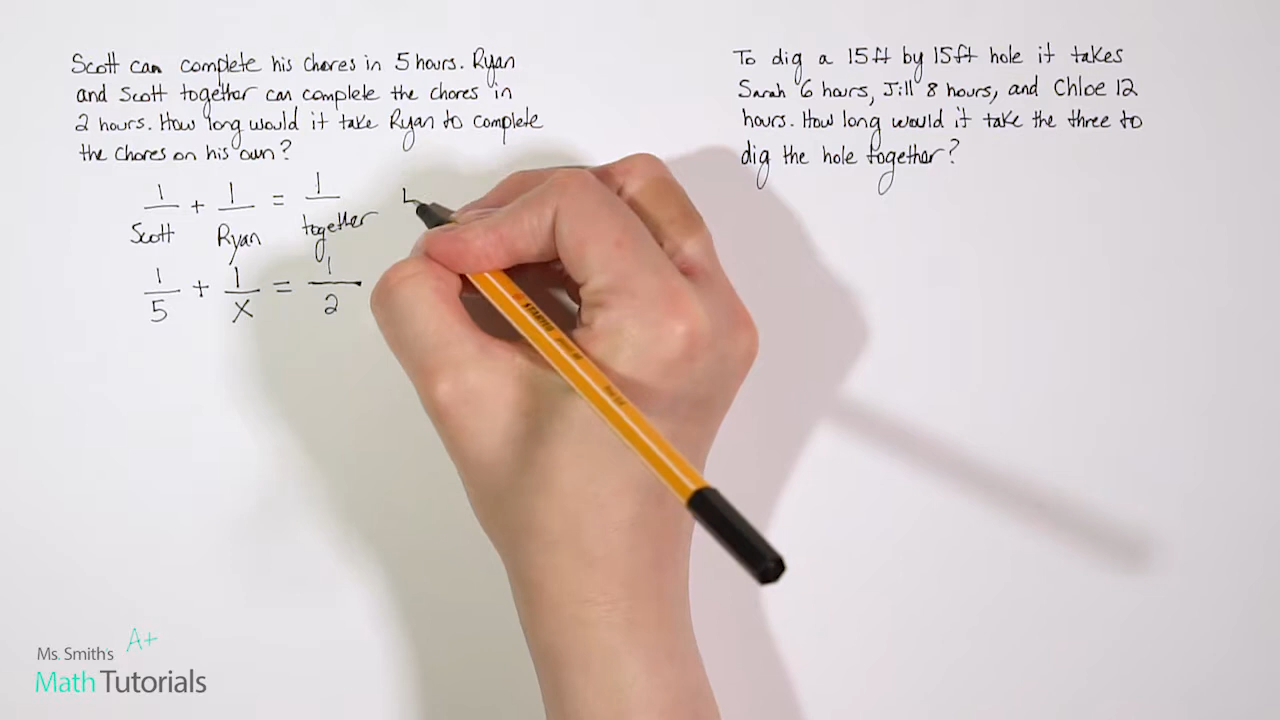 Scott can complete his chores in 5 hours. Ryan
and Scott together can complete the chores in
2 hours. How long would it take Ryan to complete
the chores on his own?
1/Scott + 1/Ryan = 1/together
1/5 + 1/X = 1/2
L
To dig a 15ft by 15ft hole it takes
Sarah 6 hours, Jill 8 hours, and Chloe 12
hours. How long would it take the three to
dig the hole together?
Ms. Smith's A+
Math Tutorials